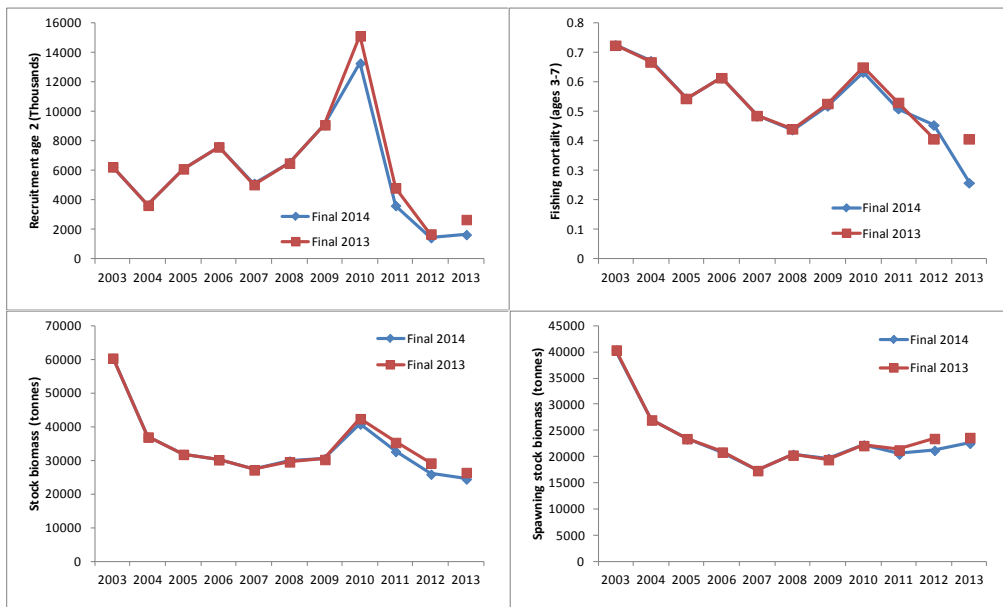 Recruitment age 2 (Thousands)
16000
14000
12000
10000
8000
6000
4000
2000
0
Final 2014
Final 2013
2003 2004 2005 2006 2007 2008 2009 2010 2011 2012 2013
Fishing mortality (ages 3-7)
0.8
0.7
0.6
0.5
0.4
0.3
0.2
0.1
0
Final 2014
Final 2013
2003 2004 2005 2006 2007 2008 2009 2010 2011 2012 2013
Stock biomass (tonnes)
70000
60000
50000
40000
30000
20000
10000
0
Final 2014
Final 2013
2003 2004 2005 2006 2007 2008 2009 2010 2011 2012 2013
Spawning stock biomass (tonnes)
45000
40000
35000
30000
25000
20000
15000
10000
5000
0
Final 2014
Final 2013
2003 2004 2005 2006 2007 2008 2009 2010 2011 2012 2013